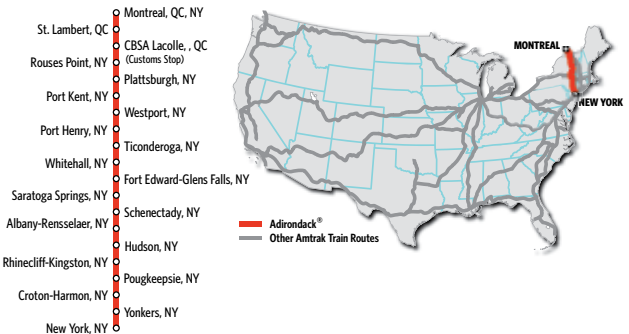 Montreal, QC, NY
St. Lambert, QC
CBSA Lacolle, , QC
(Customs Stop)
Rouses Point, NY
Plattsburgh, NY
Port Kent, NY
Westport, NY
Port Henry, NY
Ticonderoga, NY
Whitehall, NY
Fort Edward-Glens Falls, NY
Saratoga Springs, NY
Schenectady, NY
Albany-Rensselaer, NY
Hudson, NY
Rhinecliff-Kingston, NY
Pougkeepsie, NY
Croton-Harmon, NY
Yonkers, NY
New York, NY
MONTREAL
NEW YORK
Adirondack®
Other Amtrak Train Routes